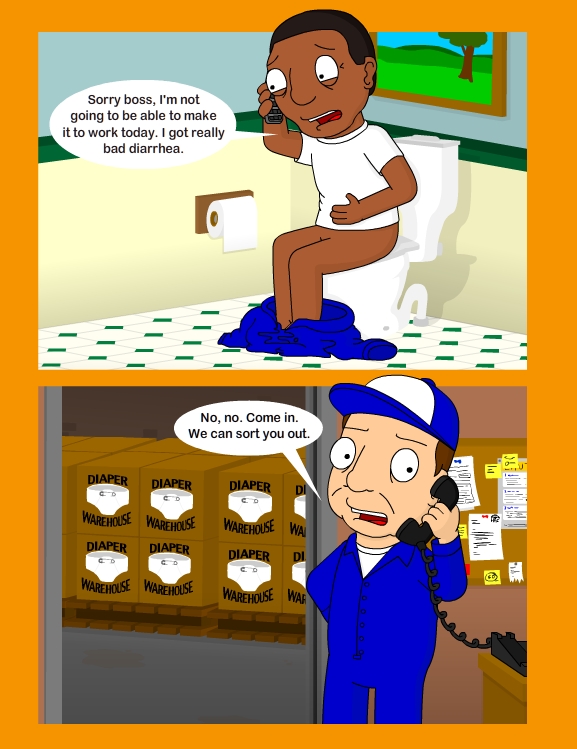 Sorry boss, I'm not
going to be able to make
it to work today. I got really
bad diarrhea.
No, no. Come in.
We can sort you out.
DIAPER
WAREHOUSE
DIAPER
WAREHOUSE
DIAPER
WAREHOUSE
DIAPER
WAREHOUSE
DIAPER
WAREHOUSE
DIAPER
WAREHOUSE